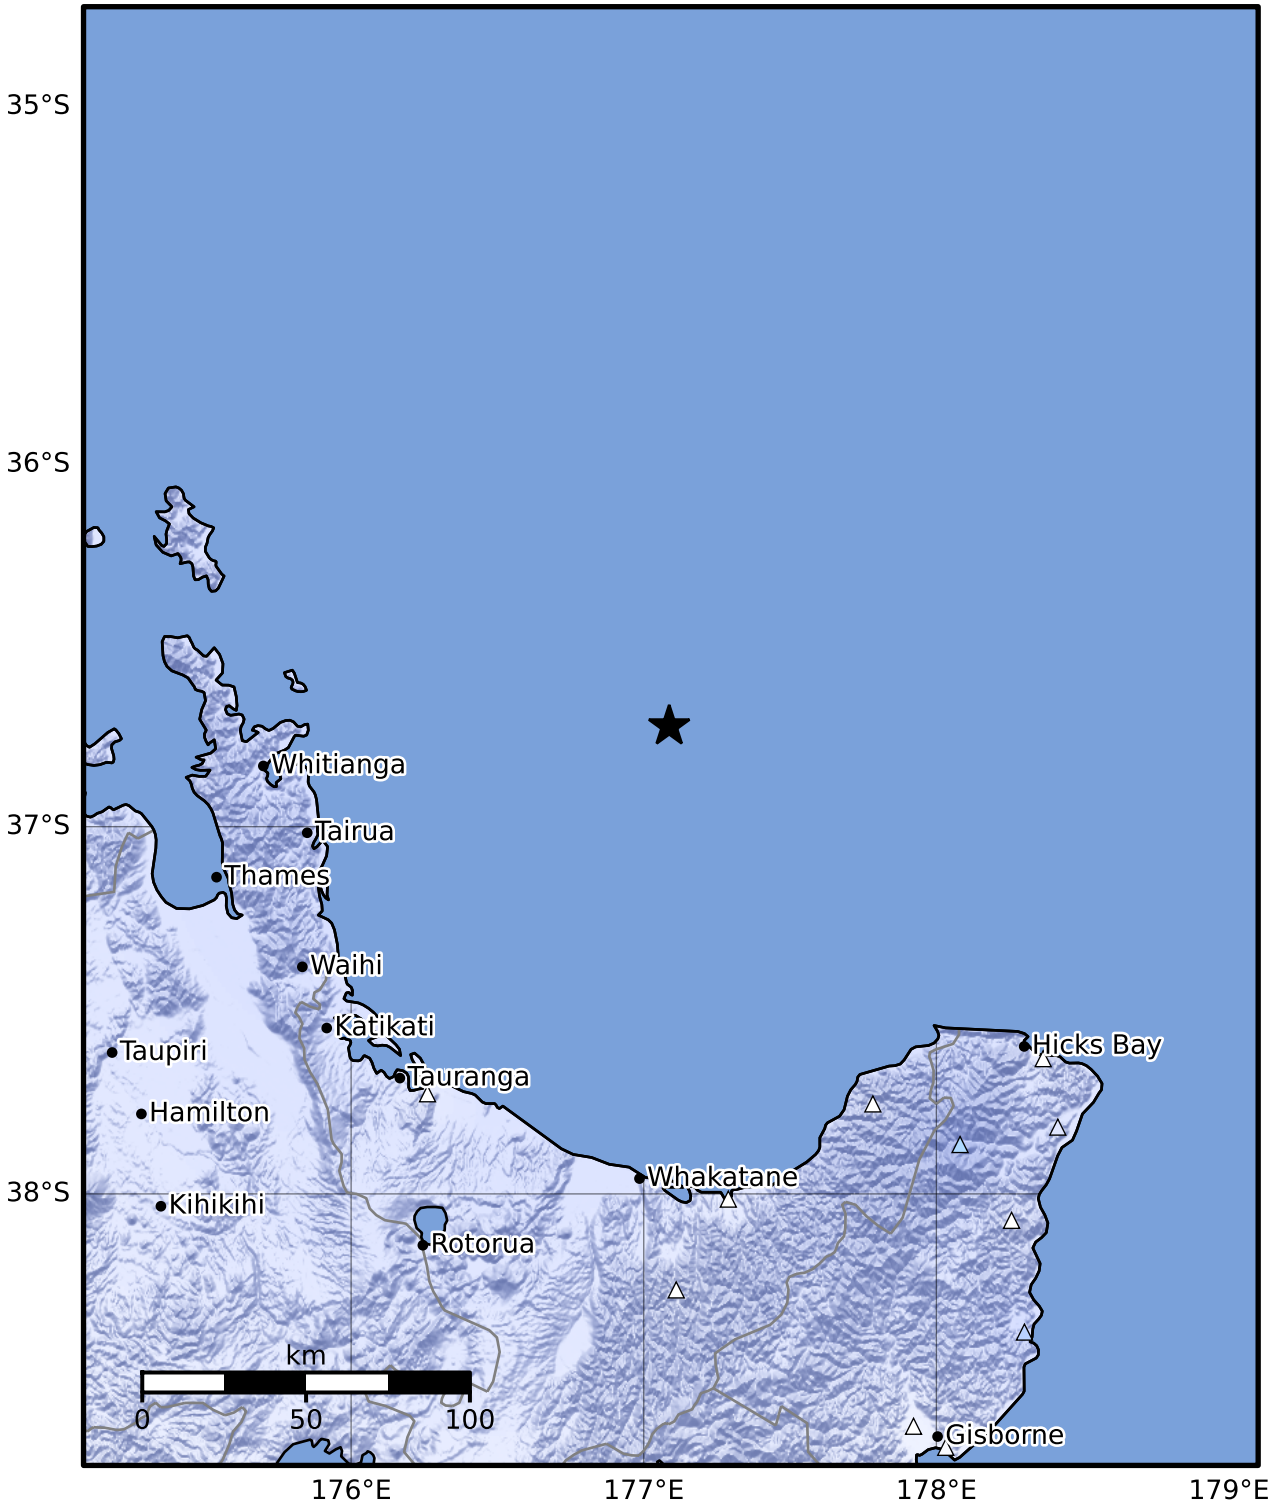 35°S
36°S
Whitianga
37°S
Tairua
Thames
Waihi
Katikati
Hicks Bay
Taupiri
Tauranga
Hamilton
Whakatane
38°S
Kihikihi
Rotorua
km
0 50 100
Gisborne
176°E 177°E 178°E 179°E